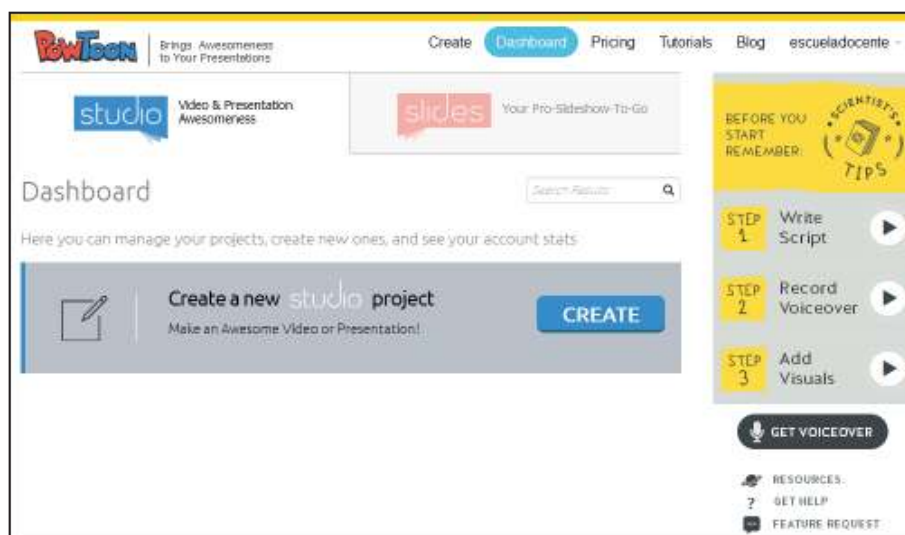 PowToon
Brings Awesomeness
to Your Presentations
Create Dashboard Pricing Tutorials Blog escueladocente
studio
Video & Presentation
Awesomeness
slides
Your Pro-Slideshow-To-Go
BEFORE YOU
START
REMEMBER:
SCIENTIST'S
TIPS
Dashboard
Search Results
Here you can manage your projects, create new ones, and see your account stats
Create a new studio project
Make an Awesome Video or Presentation!
CREATE
STEP
1
Write
Script
STEP
2
Record
Voiceover
STEP
3
Add
Visuals
GET VOICEOVER
RESOURCES
? GET HELP
FEATURE REQUEST